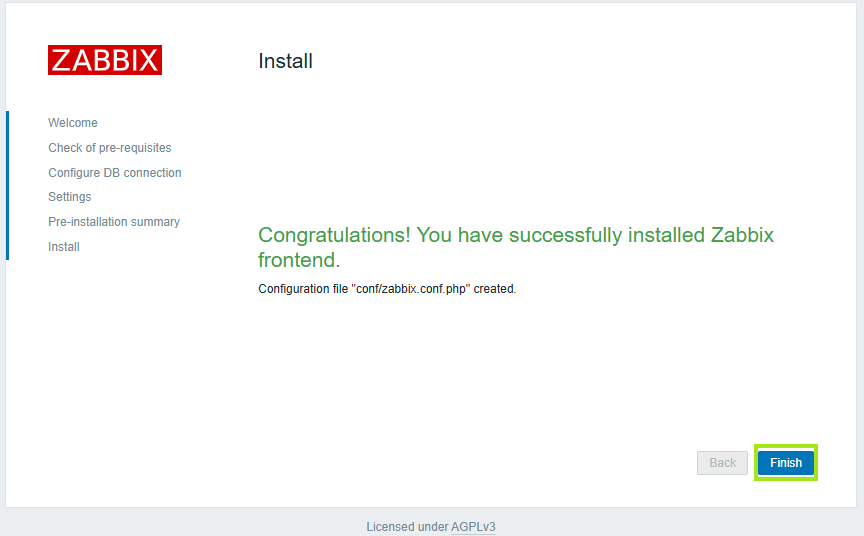 ZABBIX
Install
Welcome
Check of pre-requisites
Configure DB connection
Settings
Pre-installation summary
Install
Congratulations! You have successfully installed Zabbix
frontend.
Configuration file "conf/zabbix.conf.php" created.
Back
Finish
Licensed under AGPLv3